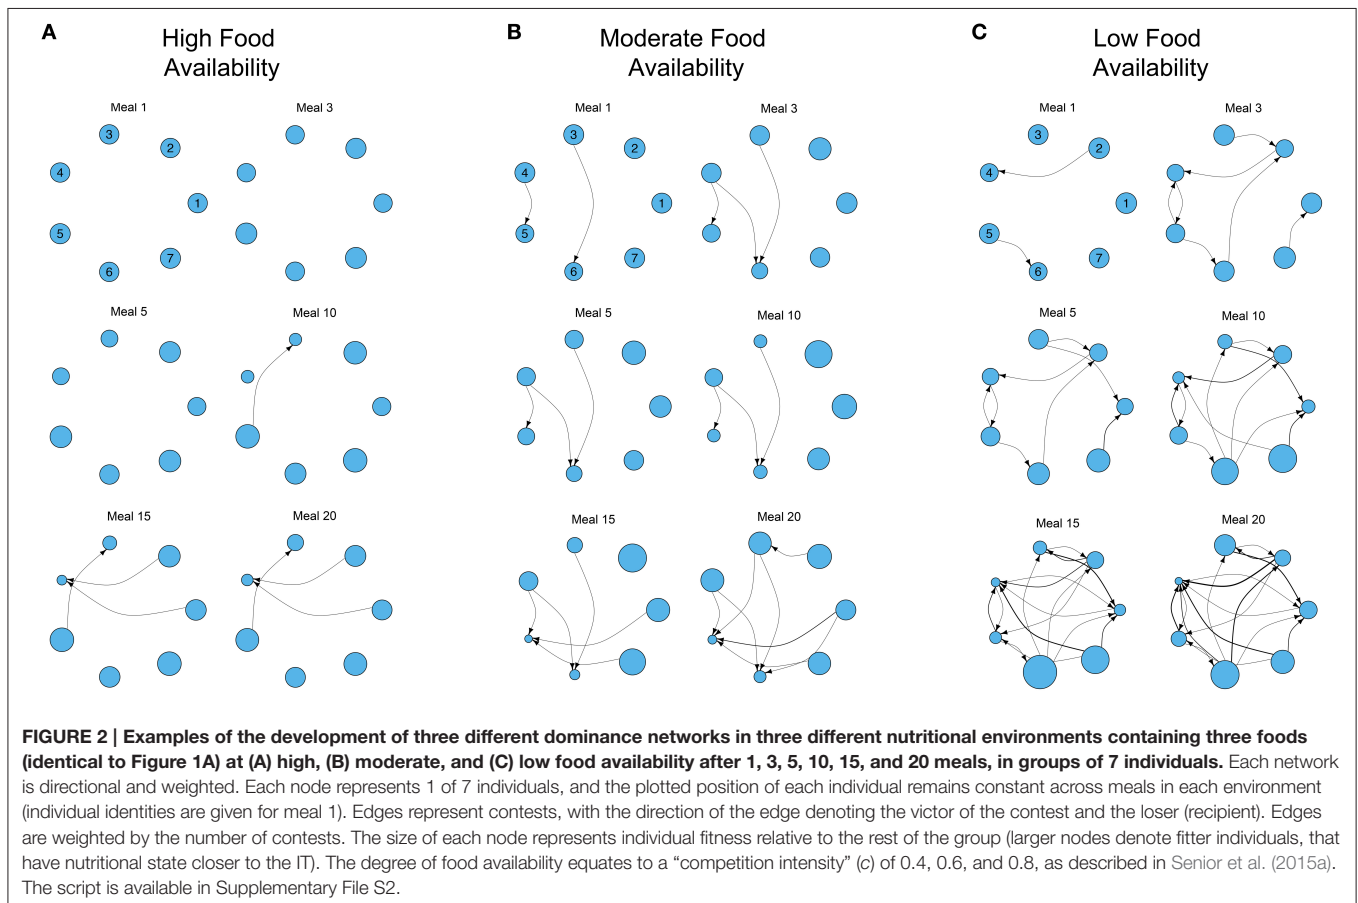 A
High Food
Availability
Meal 1
Meal 3
3
2
4
1
5
7
6
Meal 5
Meal 10
Meal 15
Meal 20
B
Moderate Food
Availability
Meal 1
Meal 3
3
2
4
1
5
7
6
Meal 5
Meal 10
Meal 15
Meal 20
C
Low Food
Availability
Meal 1
Meal 3
3
2
4
1
5
7
6
Meal 5
Meal 10
Meal 15
Meal 20
FIGURE 2 | Examples of the development of three different dominance networks in three different nutritional environments containing three foods
(identical to Figure 1A) at (A) high, (B) moderate, and (C) low food availability after 1, 3, 5, 10, 15, and 20 meals, in groups of 7 individuals. Each network
is directional and weighted. Each node represents 1 of 7 individuals, and the plotted position of each individual remains constant across meals in each environment
(individual identities are given for meal 1). Edges represent contests, with the direction of the edge denoting the victor of the contest and the loser (recipient). Edges
are weighted by the number of contests. The size of each node represents individual fitness relative to the rest of the group (larger nodes denote fitter individuals, that
have nutritional state closer to the IT). The degree of food availability equates to a “competition intensity” (c) of 0.4, 0.6, and 0.8, as described in Senior et al. (2015a).
The script is available in Supplementary File S2.